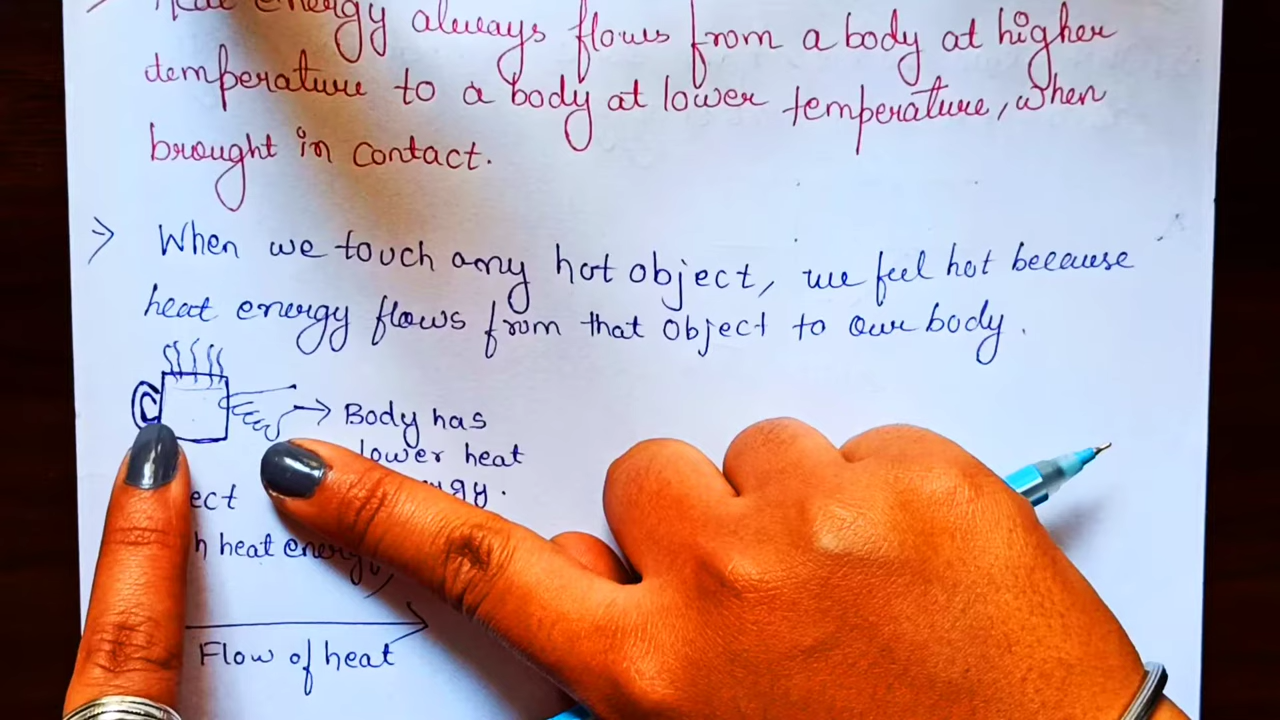 Heat energy always flows from a body at higher
temperature to a body at lower temperature, when
brought in contact.
> When we touch any hot object, we feel hot because
heat energy flows from that object to our body.
Body has
lower heat
ect
h heat energy
Flow of heat